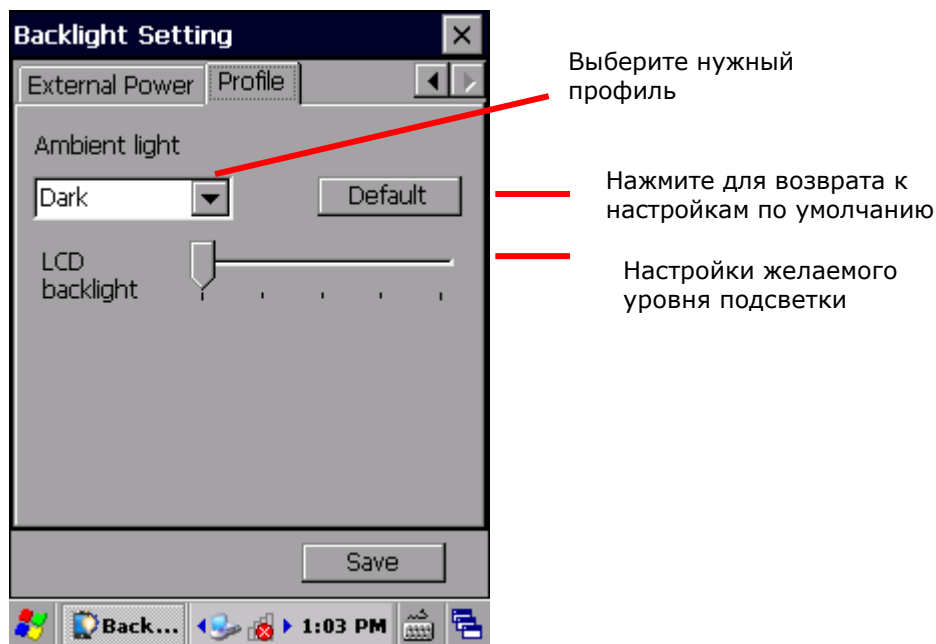 Backlight Setting
External Power
Profile
Ambient light
Dark
Default
LCD
backlight
Save
Back...
1:03 PM
Выберите нужный
профиль
Нажмите для возврата к
настройкам по умолчанию
Настройки желаемого
уровня подсветки